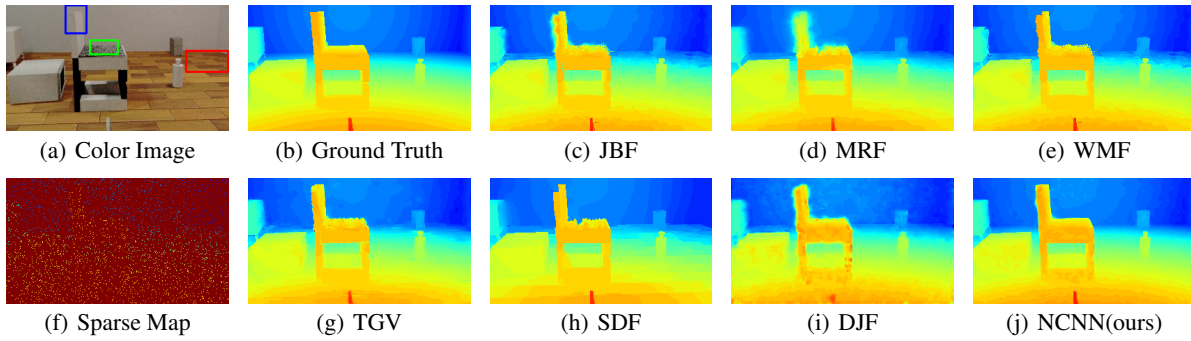 (a) Color Image
(b) Ground Truth
(c) JBF
(d) MRF
(e) WMF
(f) Sparse Map
(g) TGV
(h) SDF
(i) DJF
(j) NCNN(ours)